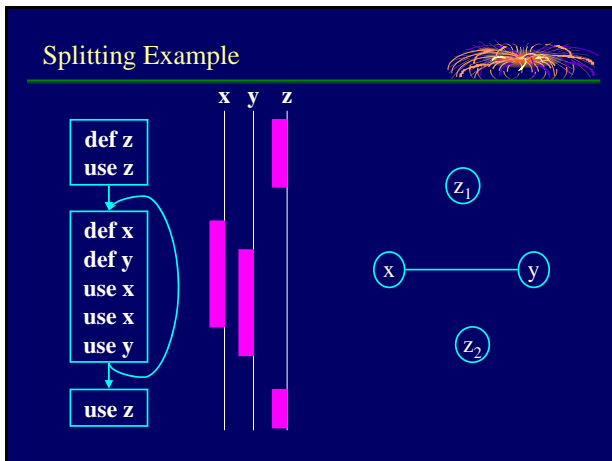 Splitting Example
x y z
def z
use z
def x
def y
use x
use x
use y
use z
z₁
x y
z₂